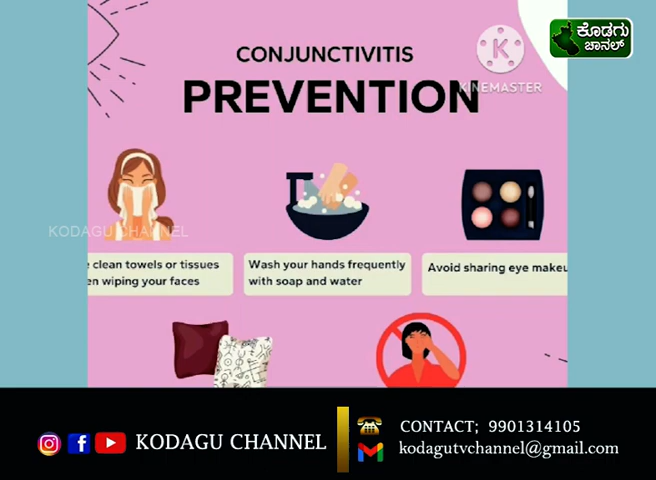 ಕೊಡಗು
ಚಾನಲ್
CONJUNCTIVITIS
PREVENTION
K
KINEMASTER
KODAGU CHANNEL
e clean towels or tissues
en wiping your faces
Wash your hands frequently
with soap and water
Avoid sharing eye makeu
KODAGU CHANNEL
CONTACT; 9901314105
kodagutvchannel@gmail.com